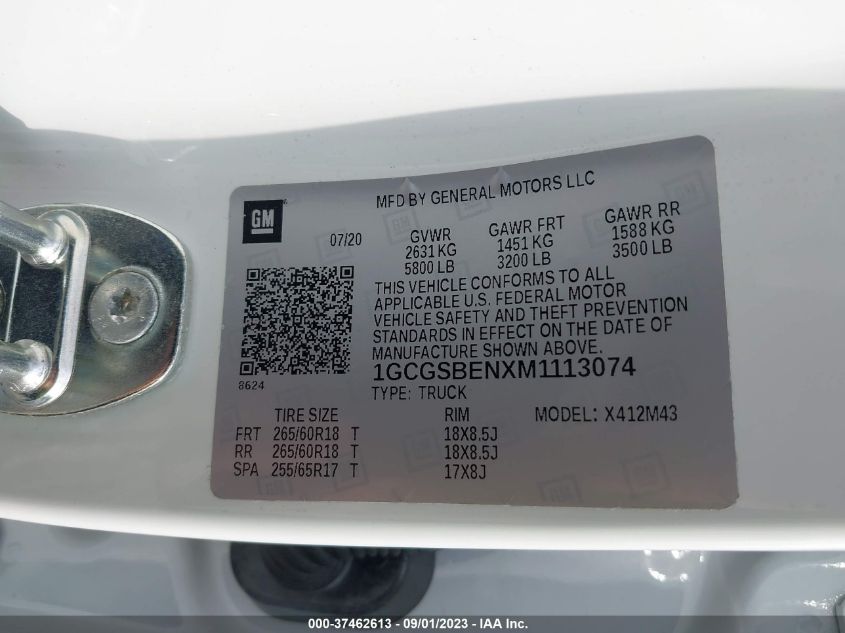 MFD BY GENERAL MOTORS LLC
GM
07/20
GVWR
2631 KG
5800 LB
GAWR FRT
1451 KG
3200 LB
GAWR RR
1588 KG
3500 LB
THIS VEHICLE CONFORMS TO ALL
APPLICABLE U.S. FEDERAL MOTOR
VEHICLE SAFETY AND THEFT PREVENTION
STANDARDS IN EFFECT ON THE DATE OF
MANUFACTURE SHOWN ABOVE.
8624
1GCGSBENXM1113074
TYPE: TRUCK
TIRE SIZE RIM MODEL: X412M43
FRT 265/60R18 T 18X8.5J
RR 265/60R18 T 18X8.5J
SPA 255/65R17 T 17X8J
000-37462613 - 09/01/2023 - IAA Inc.